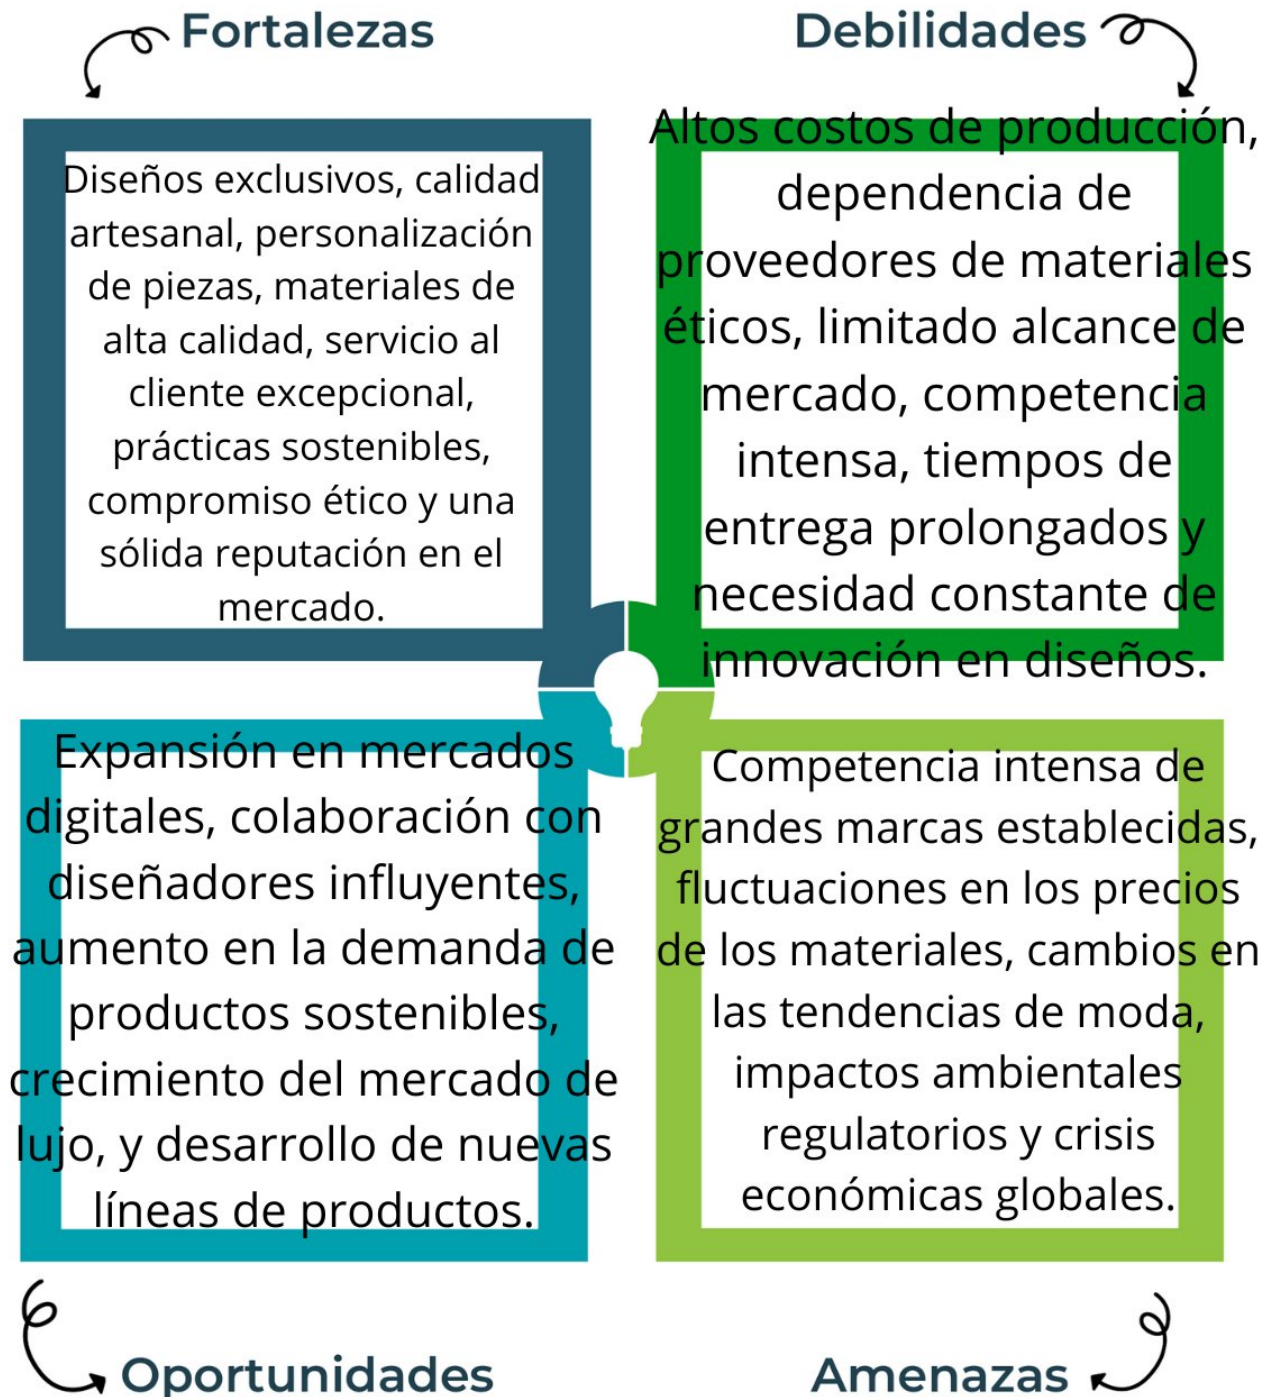 Fortalezas
Diseños exclusivos, calidad
artesanal, personalización
de piezas, materiales de
alta calidad, servicio al
cliente excepcional,
prácticas sostenibles,
compromiso ético y una
sólida reputación en el
mercado.
Debilidades
Altos costos de producción,
dependencia de
proveedores de materiales
éticos, limitado alcance de
mercado, competencia
intensa, tiempos de
entrega prolongados y
necesidad constante de
innovación en diseños.
Expansión en mercados
digitales, colaboración con
diseñadores influyentes,
aumento en la demanda de
productos sostenibles,
crecimiento del mercado de
lujo, y desarrollo de nuevas
líneas de productos.
Oportunidades
Competencia intensa de
grandes marcas establecidas,
fluctuaciones en los precios
de los materiales, cambios en
las tendencias de moda,
impactos ambientales
regulatorios y crisis
económicas globales.
Amenazas